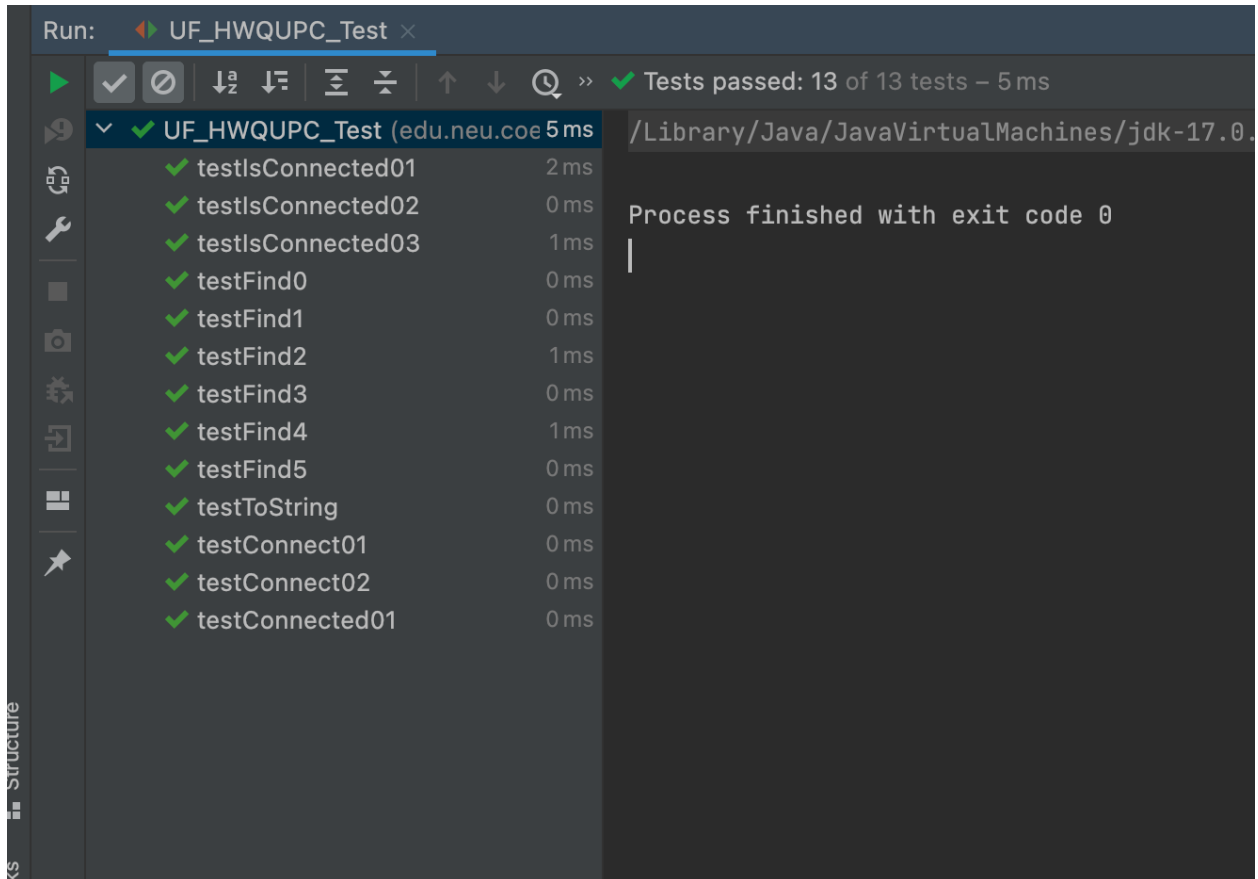 Run: UF_HWQUPC_Test
Tests passed: 13 of 13 tests – 5 ms
UF_HWQUPC_Test (edu.neu.coe 5 ms
testIsConnected01 2 ms
testIsConnected02 0 ms
testIsConnected03 1 ms
testFind0 0 ms
testFind1 0 ms
testFind2 1 ms
testFind3 0 ms
testFind4 1 ms
testFind5 0 ms
testToString 0 ms
testConnect01 0 ms
testConnect02 0 ms
testConnected01 0 ms
/Library/Java/JavaVirtualMachines/jdk-17.0.
Process finished with exit code 0
Structure